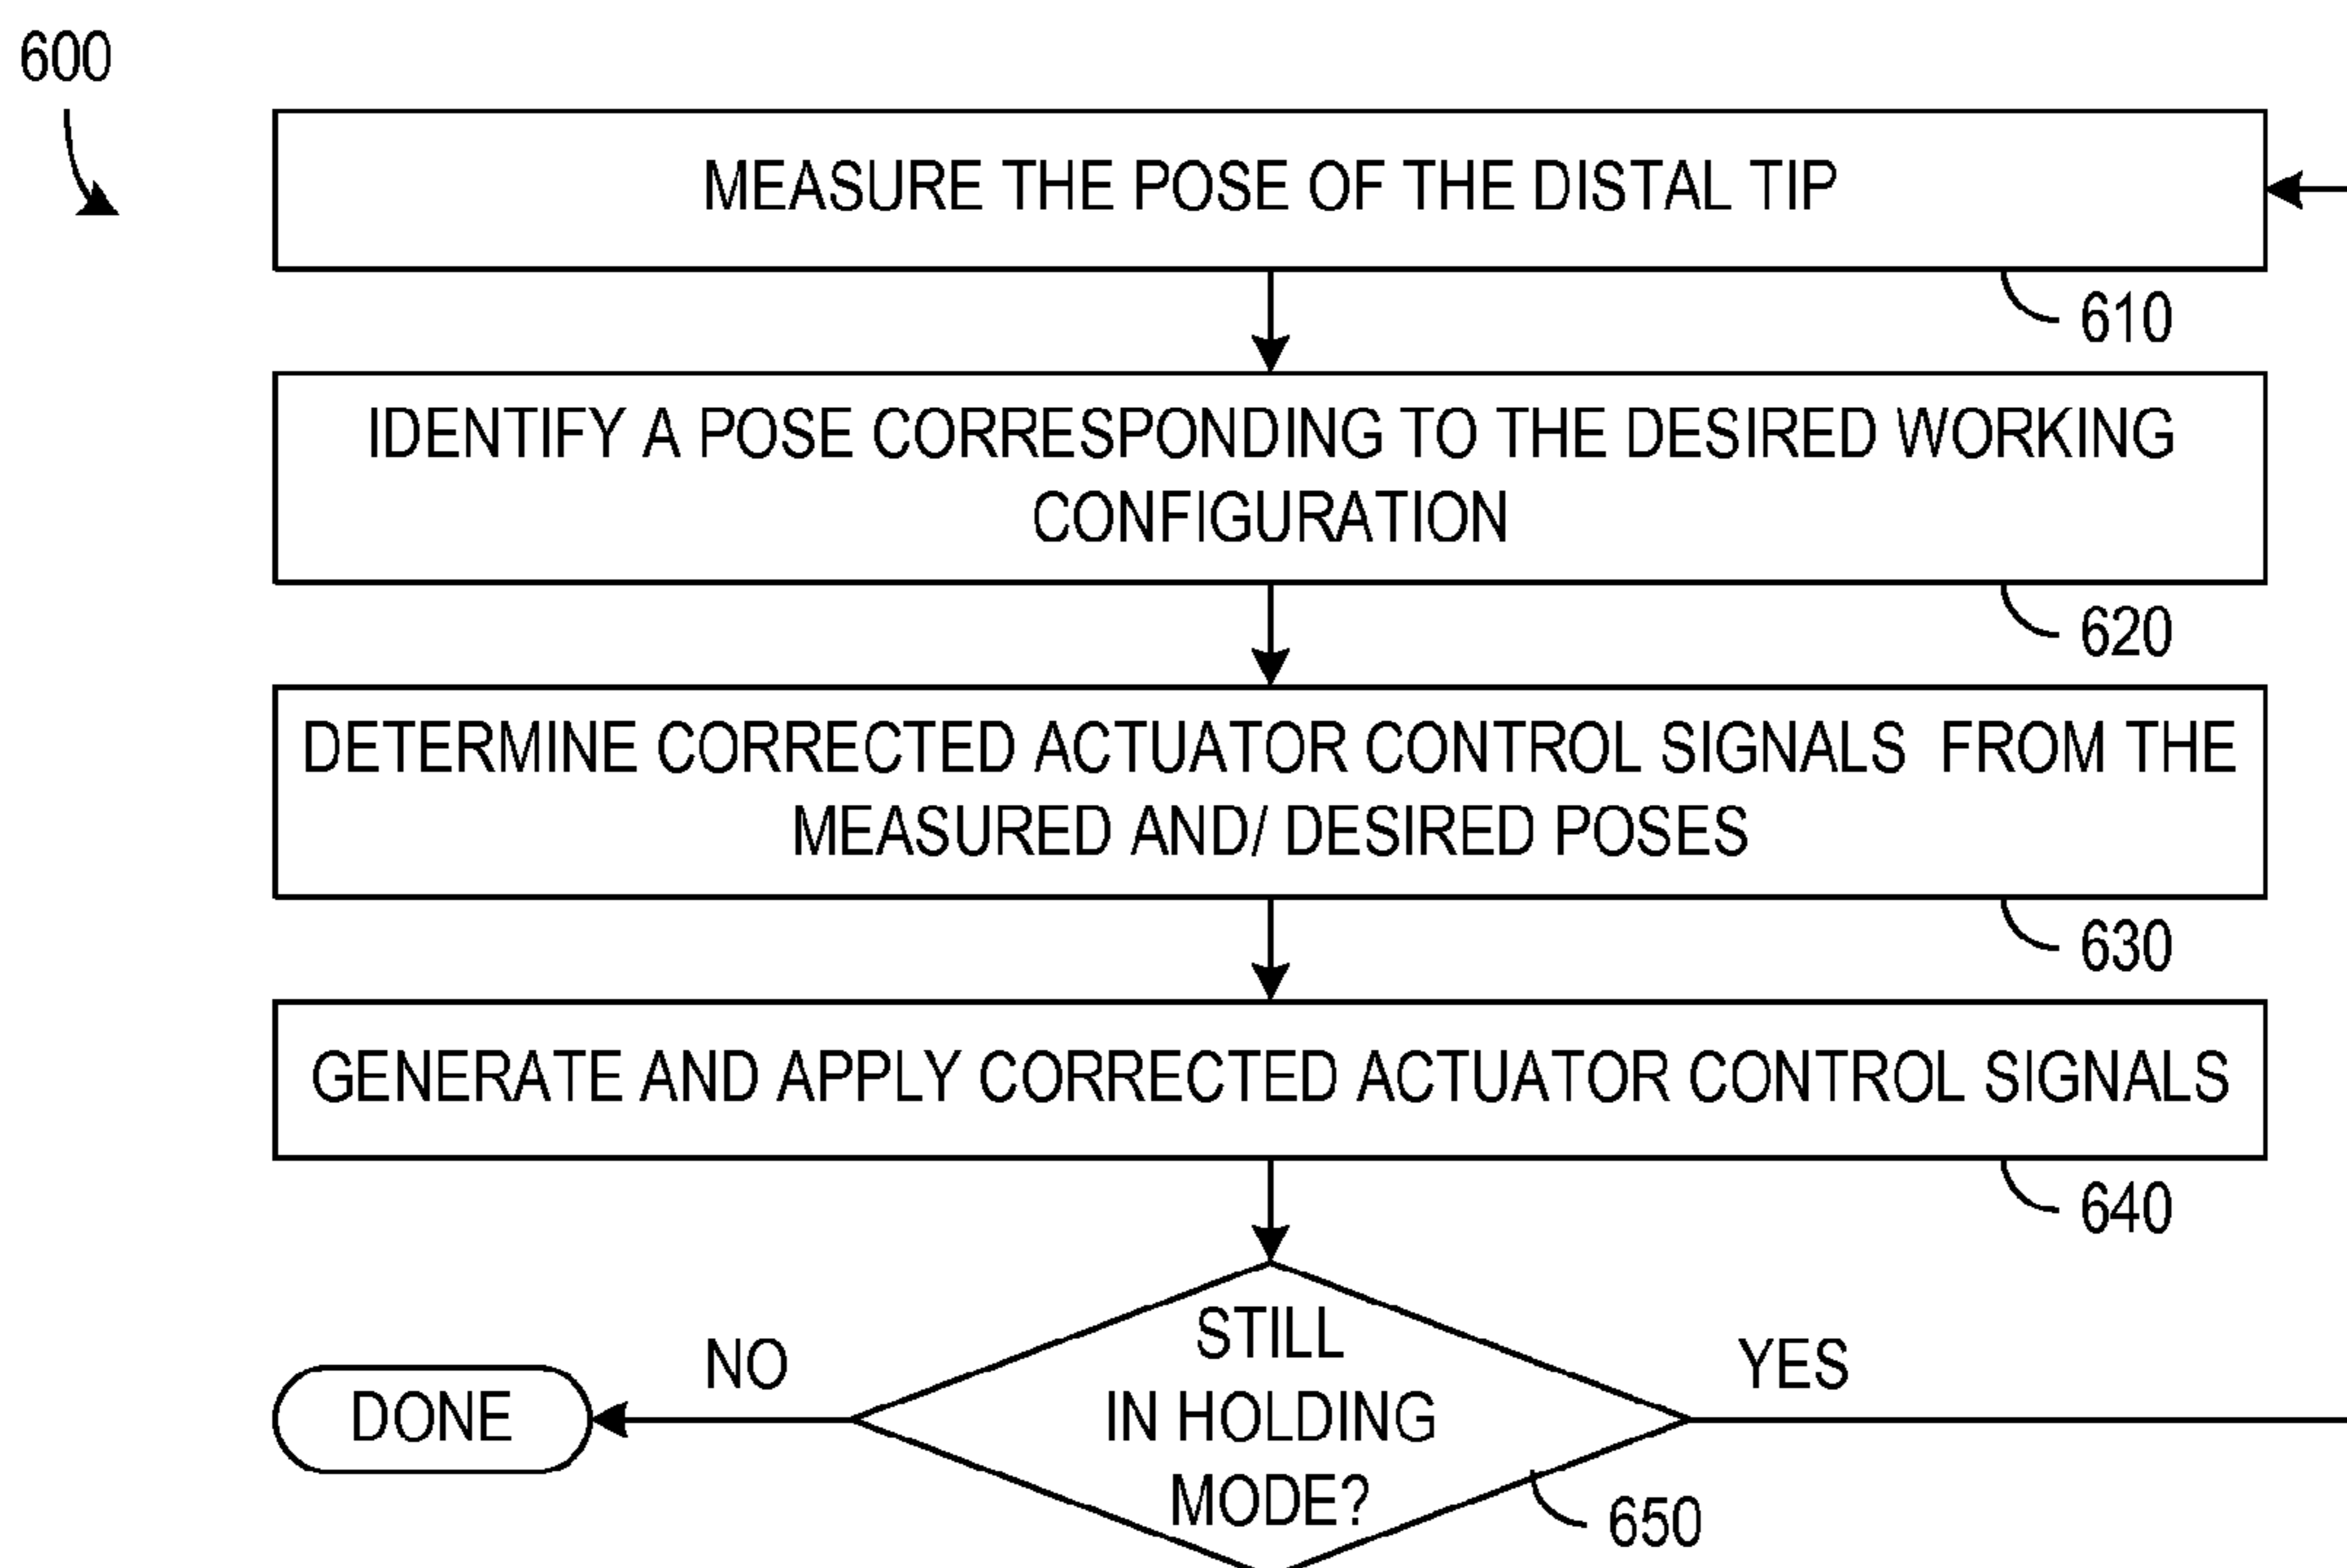 600
MEASURE THE POSE OF THE DISTAL TIP
610
IDENTIFY A POSE CORRESPONDING TO THE DESIRED WORKING
CONFIGURATION
620
DETERMINE CORRECTED ACTUATOR CONTROL SIGNALS FROM THE
MEASURED AND/ DESIRED POSES
630
GENERATE AND APPLY CORRECTED ACTUATOR CONTROL SIGNALS
640
STILL
IN HOLDING
MODE?
NO
YES
DONE
650